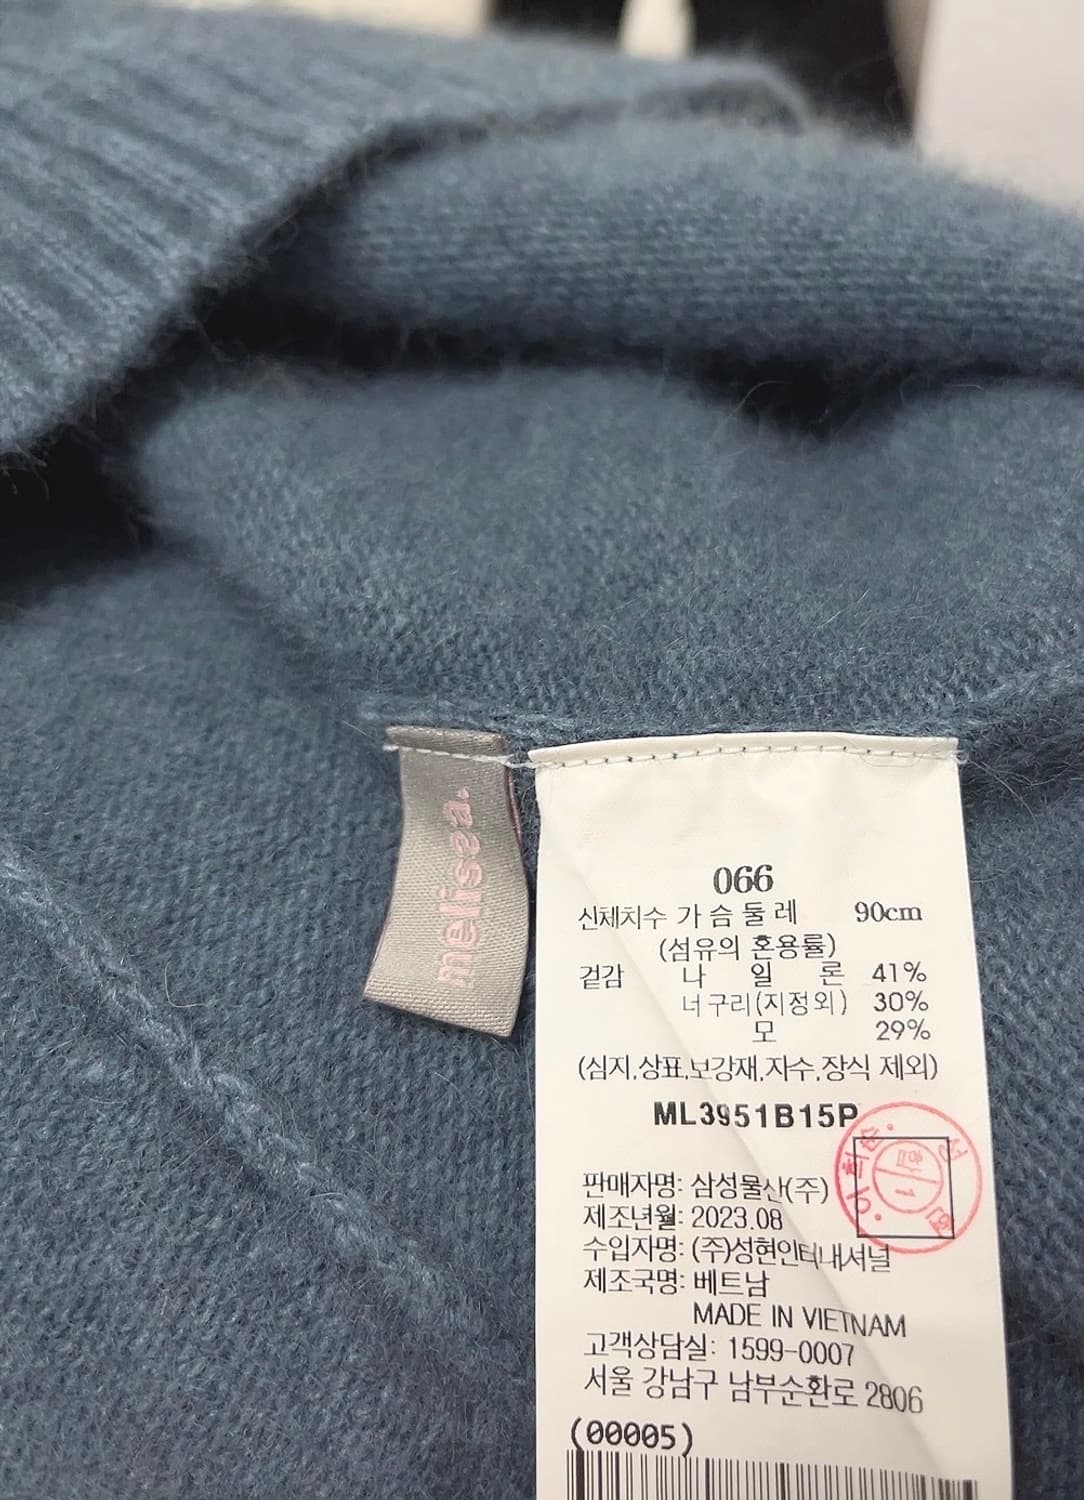 melissa.
066
신체치수 가슴둘레 90cm
(섬유의 혼용률)
겉감 나 일 론 41%
너구리(지정외) 30%
모 29%
(심지,상표,보강재,자수,장식 제외)
ML3951B15P
판매자명: 삼성물산(주)
제조년월: 2023.08
수입자명: (주)성현인터내셔널
제조국명: 베트남
MADE IN VIETNAM
고객상담실: 1599-0007
서울 강남구 남부순환로 2806
(00005)